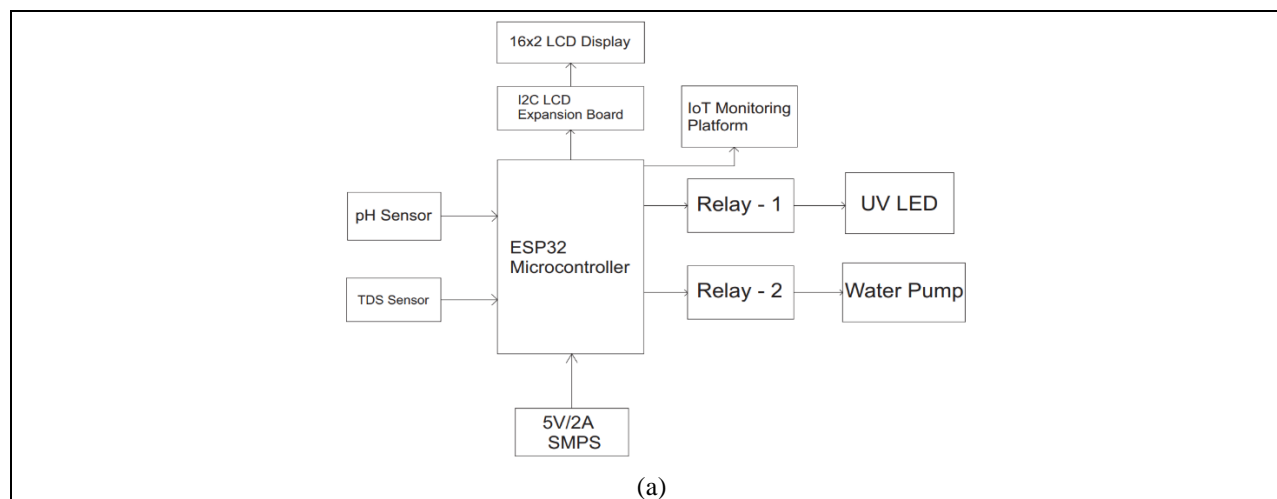 16x2 LCD Display
I2C LCD
Expansion Board
IoT Monitoring
Platform
pH Sensor
TDS Sensor
ESP32
Microcontroller
Relay - 1
UV LED
Relay - 2
Water Pump
5V/2A
SMPS
(a)